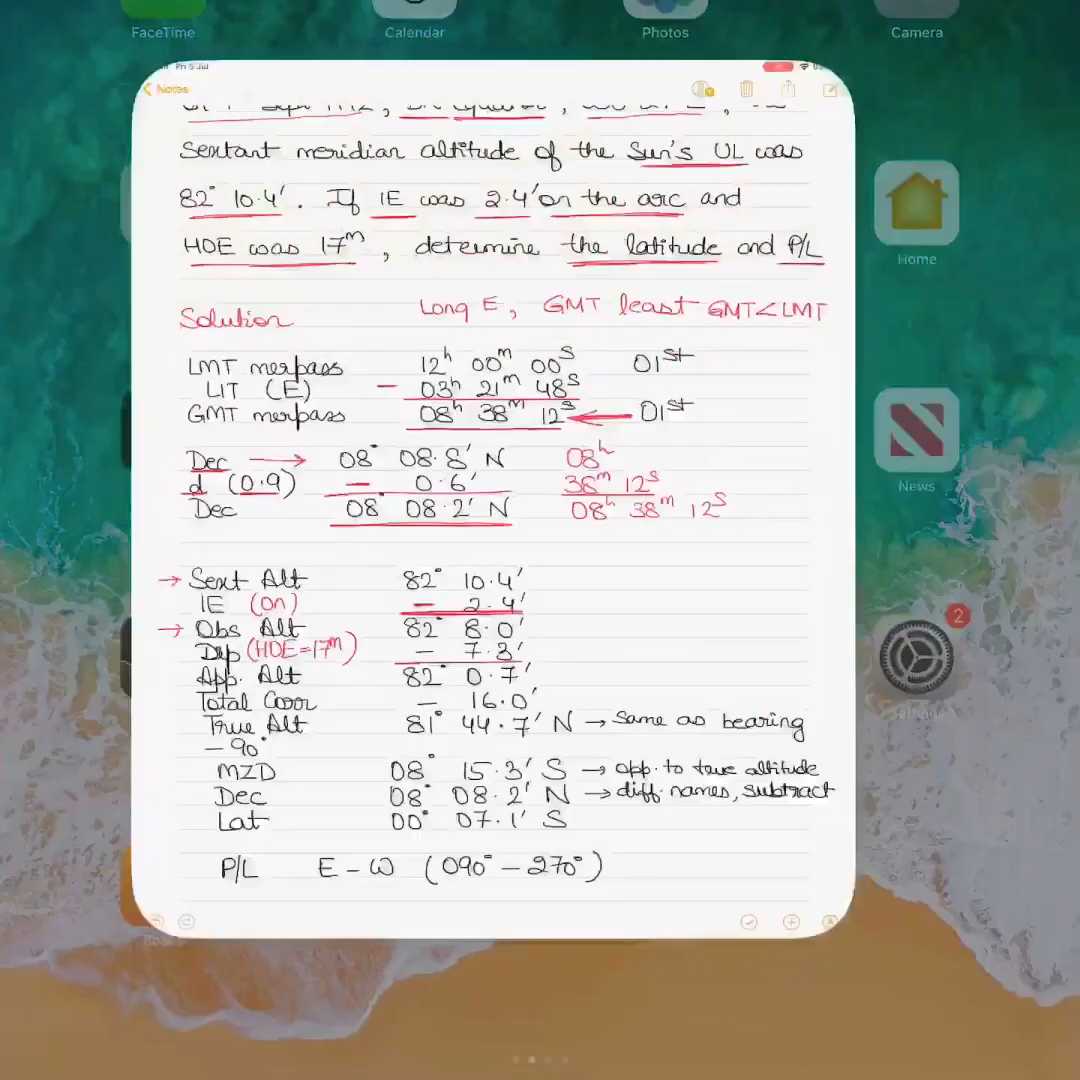 FaceTime Calendar Photos Camera
Fri 5 Jul
Notes
Sextant meridian altitude of the Sun's UL was
82° 10.4'. If IE was 2.4' on the arc and
HOE was 17m, determine the latitude and P/L
Solution Long E, GMT least GMT<LMT
LMT merpass 12h 00m 00s 01st
LIT (E) - 03h 21m 48s
GMT merpass 08h 38m 12s 01st
Dec → 08° 08.8' N 08h
d (0.9) - 0.6' 38m 12s
Dec 08° 08.2' N 08h 38m 12s
→ Sext Alt 82° 10.4'
IE (on) - 2.4'
→ Obs Alt 82° 8.0'
Dip (HOE=17m) - 7.3'
App. Alt 82° 0.7'
Total Corr - 16.0'
True Alt 81° 44.7' N → same as bearing
- 90°
MZD 08° 15.3' S → opp. to true altitude
Dec 08° 08.2' N → diff. names, subtract
Lat 00° 07.1' S
P/L E - W (090° - 270°)
Home
News
2